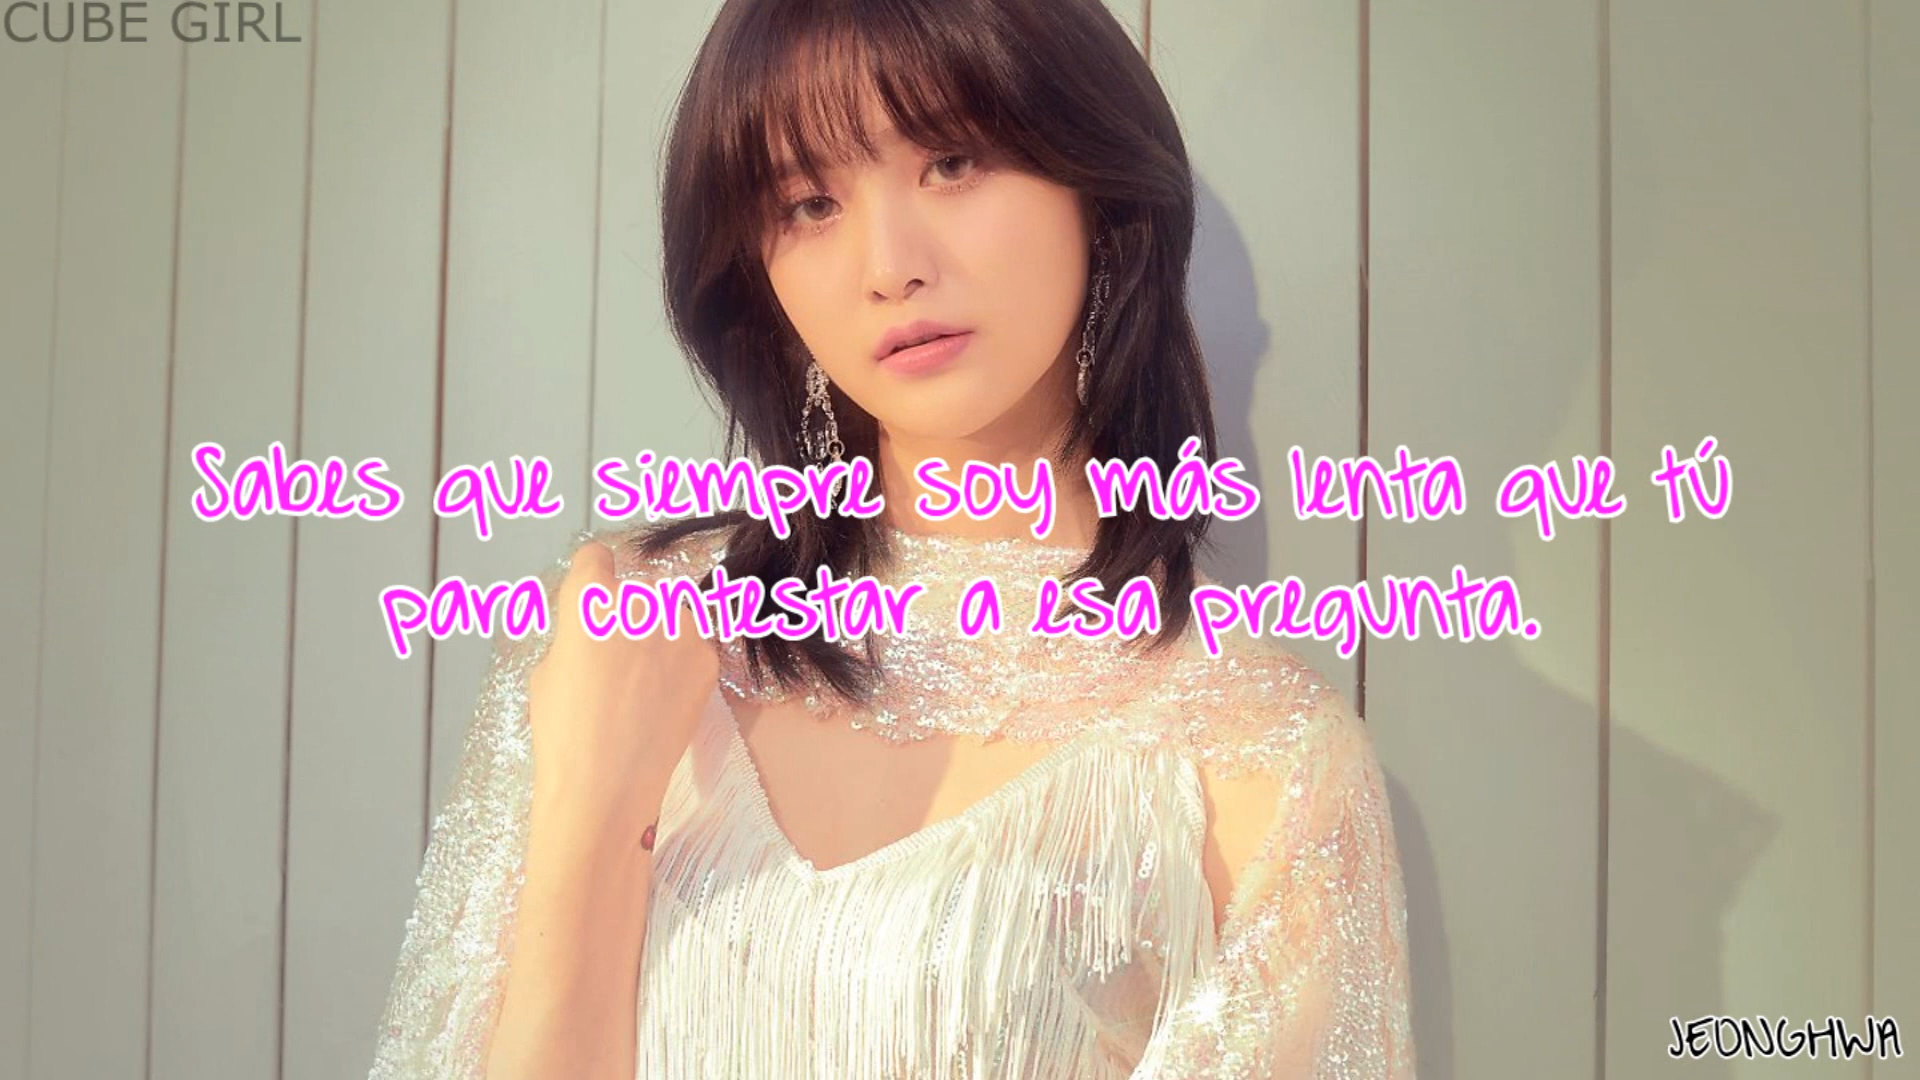 CUBE GIRL
Sabes que siempre soy más lenta que tú
para contestar a esa pregunta.
JEONGHWA